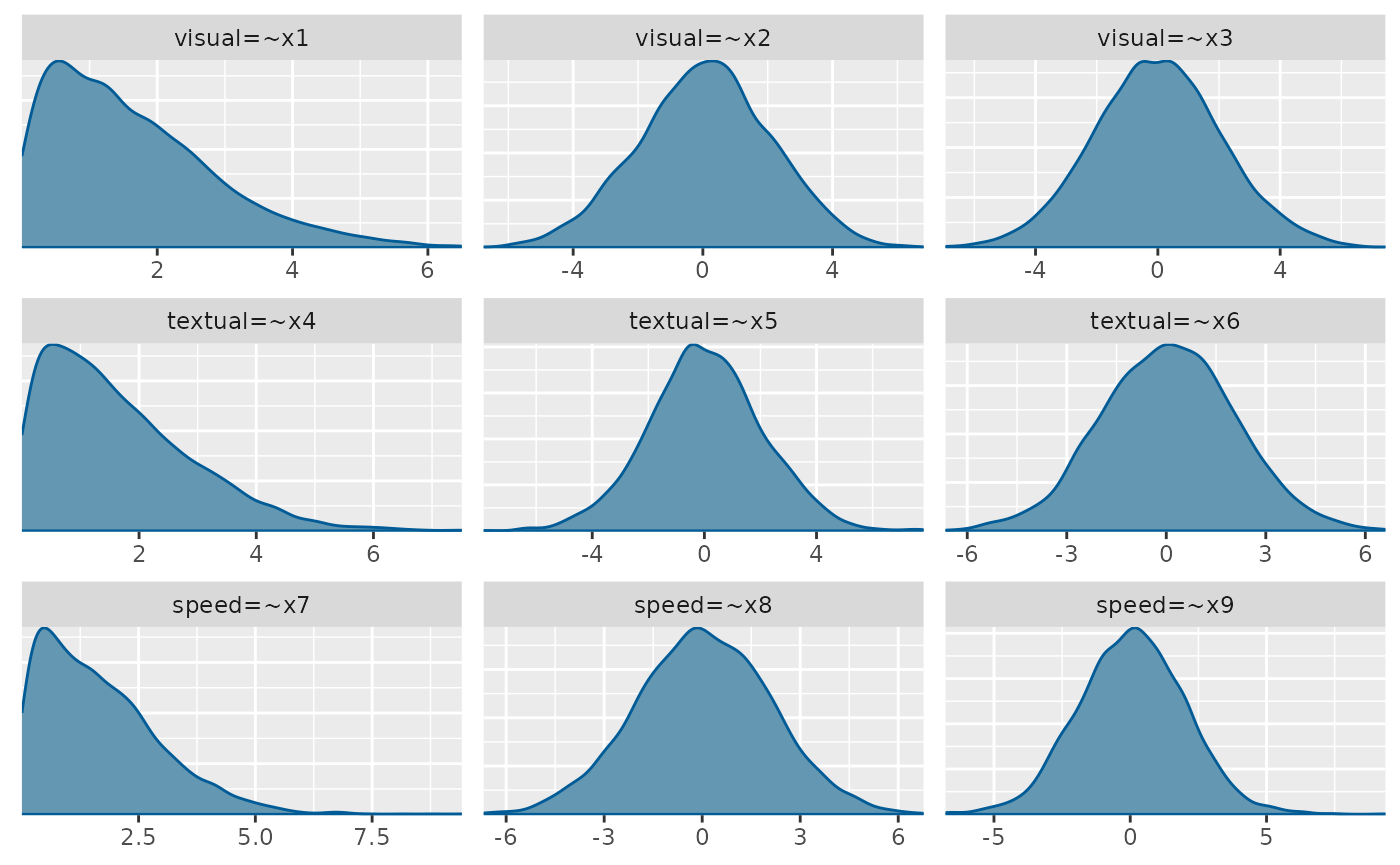 visual=~x1 visual=~x2 visual=~x3
2 4 6 -4 0 4 -4 0 4
textual=~x4 textual=~x5 textual=~x6
2 4 6 -4 0 4 -6 -3 0 3 6
speed=~x7 speed=~x8 speed=~x9
2.5 5.0 7.5 -6 -3 0 3 6 -5 0 5